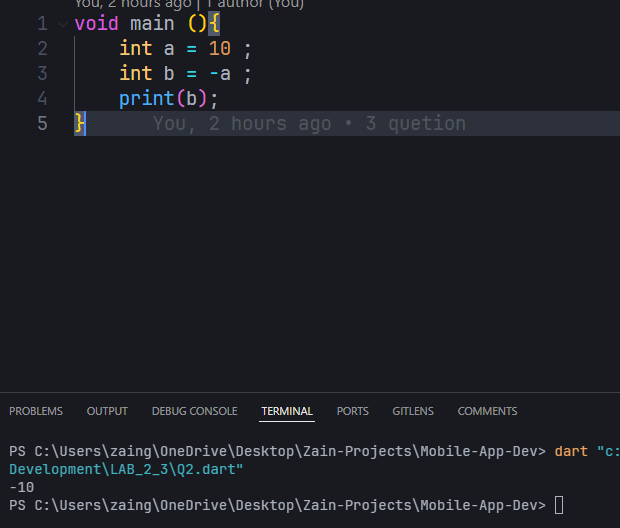 You, 2 hours ago | 1 author (You)
1 void main (){
2 int a = 10 ;
3 int b = -a ;
4 print(b);
5 } You, 2 hours ago • 3 quetion
PROBLEMS OUTPUT DEBUG CONSOLE TERMINAL PORTS GITLENS COMMENTS
PS C:\Users\zaing\OneDrive\Desktop\Zain-Projects\Mobile-App-Dev> dart "c:
Development\LAB_2_3\Q2.dart"
-10
PS C:\Users\zaing\OneDrive\Desktop\Zain-Projects\Mobile-App-Dev>